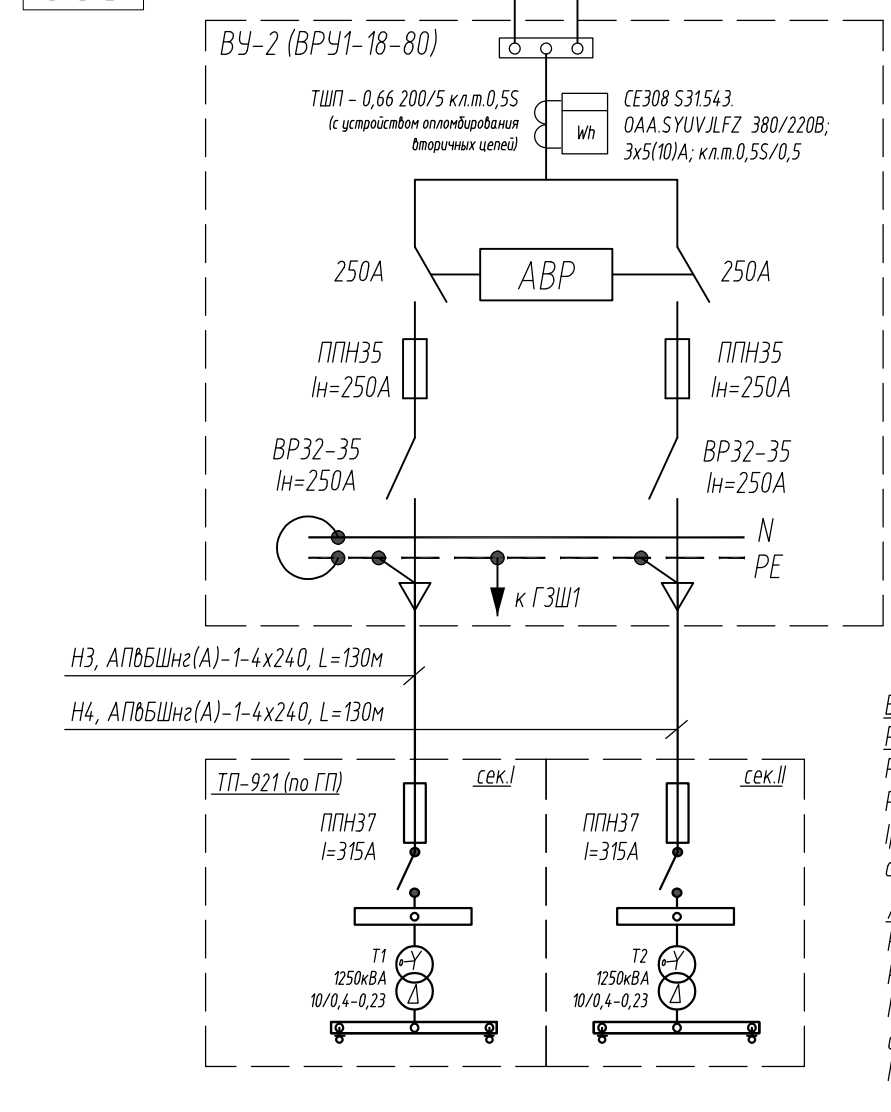 ВУ-2 (ВРУ1-18-80)
ТШП - 0,66 200/5 кл.т.0,5S
(с устройством опломбирования
вторичных цепей)
Wh
CE308 S31.543.
OAA.SYUVJLFZ 380/220В;
3х5(10)А; кл.т.0,5S/0,5
250А
АВР
250А
ППН35
Iн=250А
ППН35
Iн=250А
ВР32-35
Iн=250А
ВР32-35
Iн=250А
N
PE
к ГЗШ1
Н3, АПвБШнг(А)-1-4х240, L=130м
Н4, АПвБШнг(А)-1-4х240, L=130м
ТП-921 (по ГП)
сек.I
сек.II
ППН37
I=315А
ППН37
I=315А
Т1
1250кВА
10/0,4-0,23
Т2
1250кВА
10/0,4-0,23